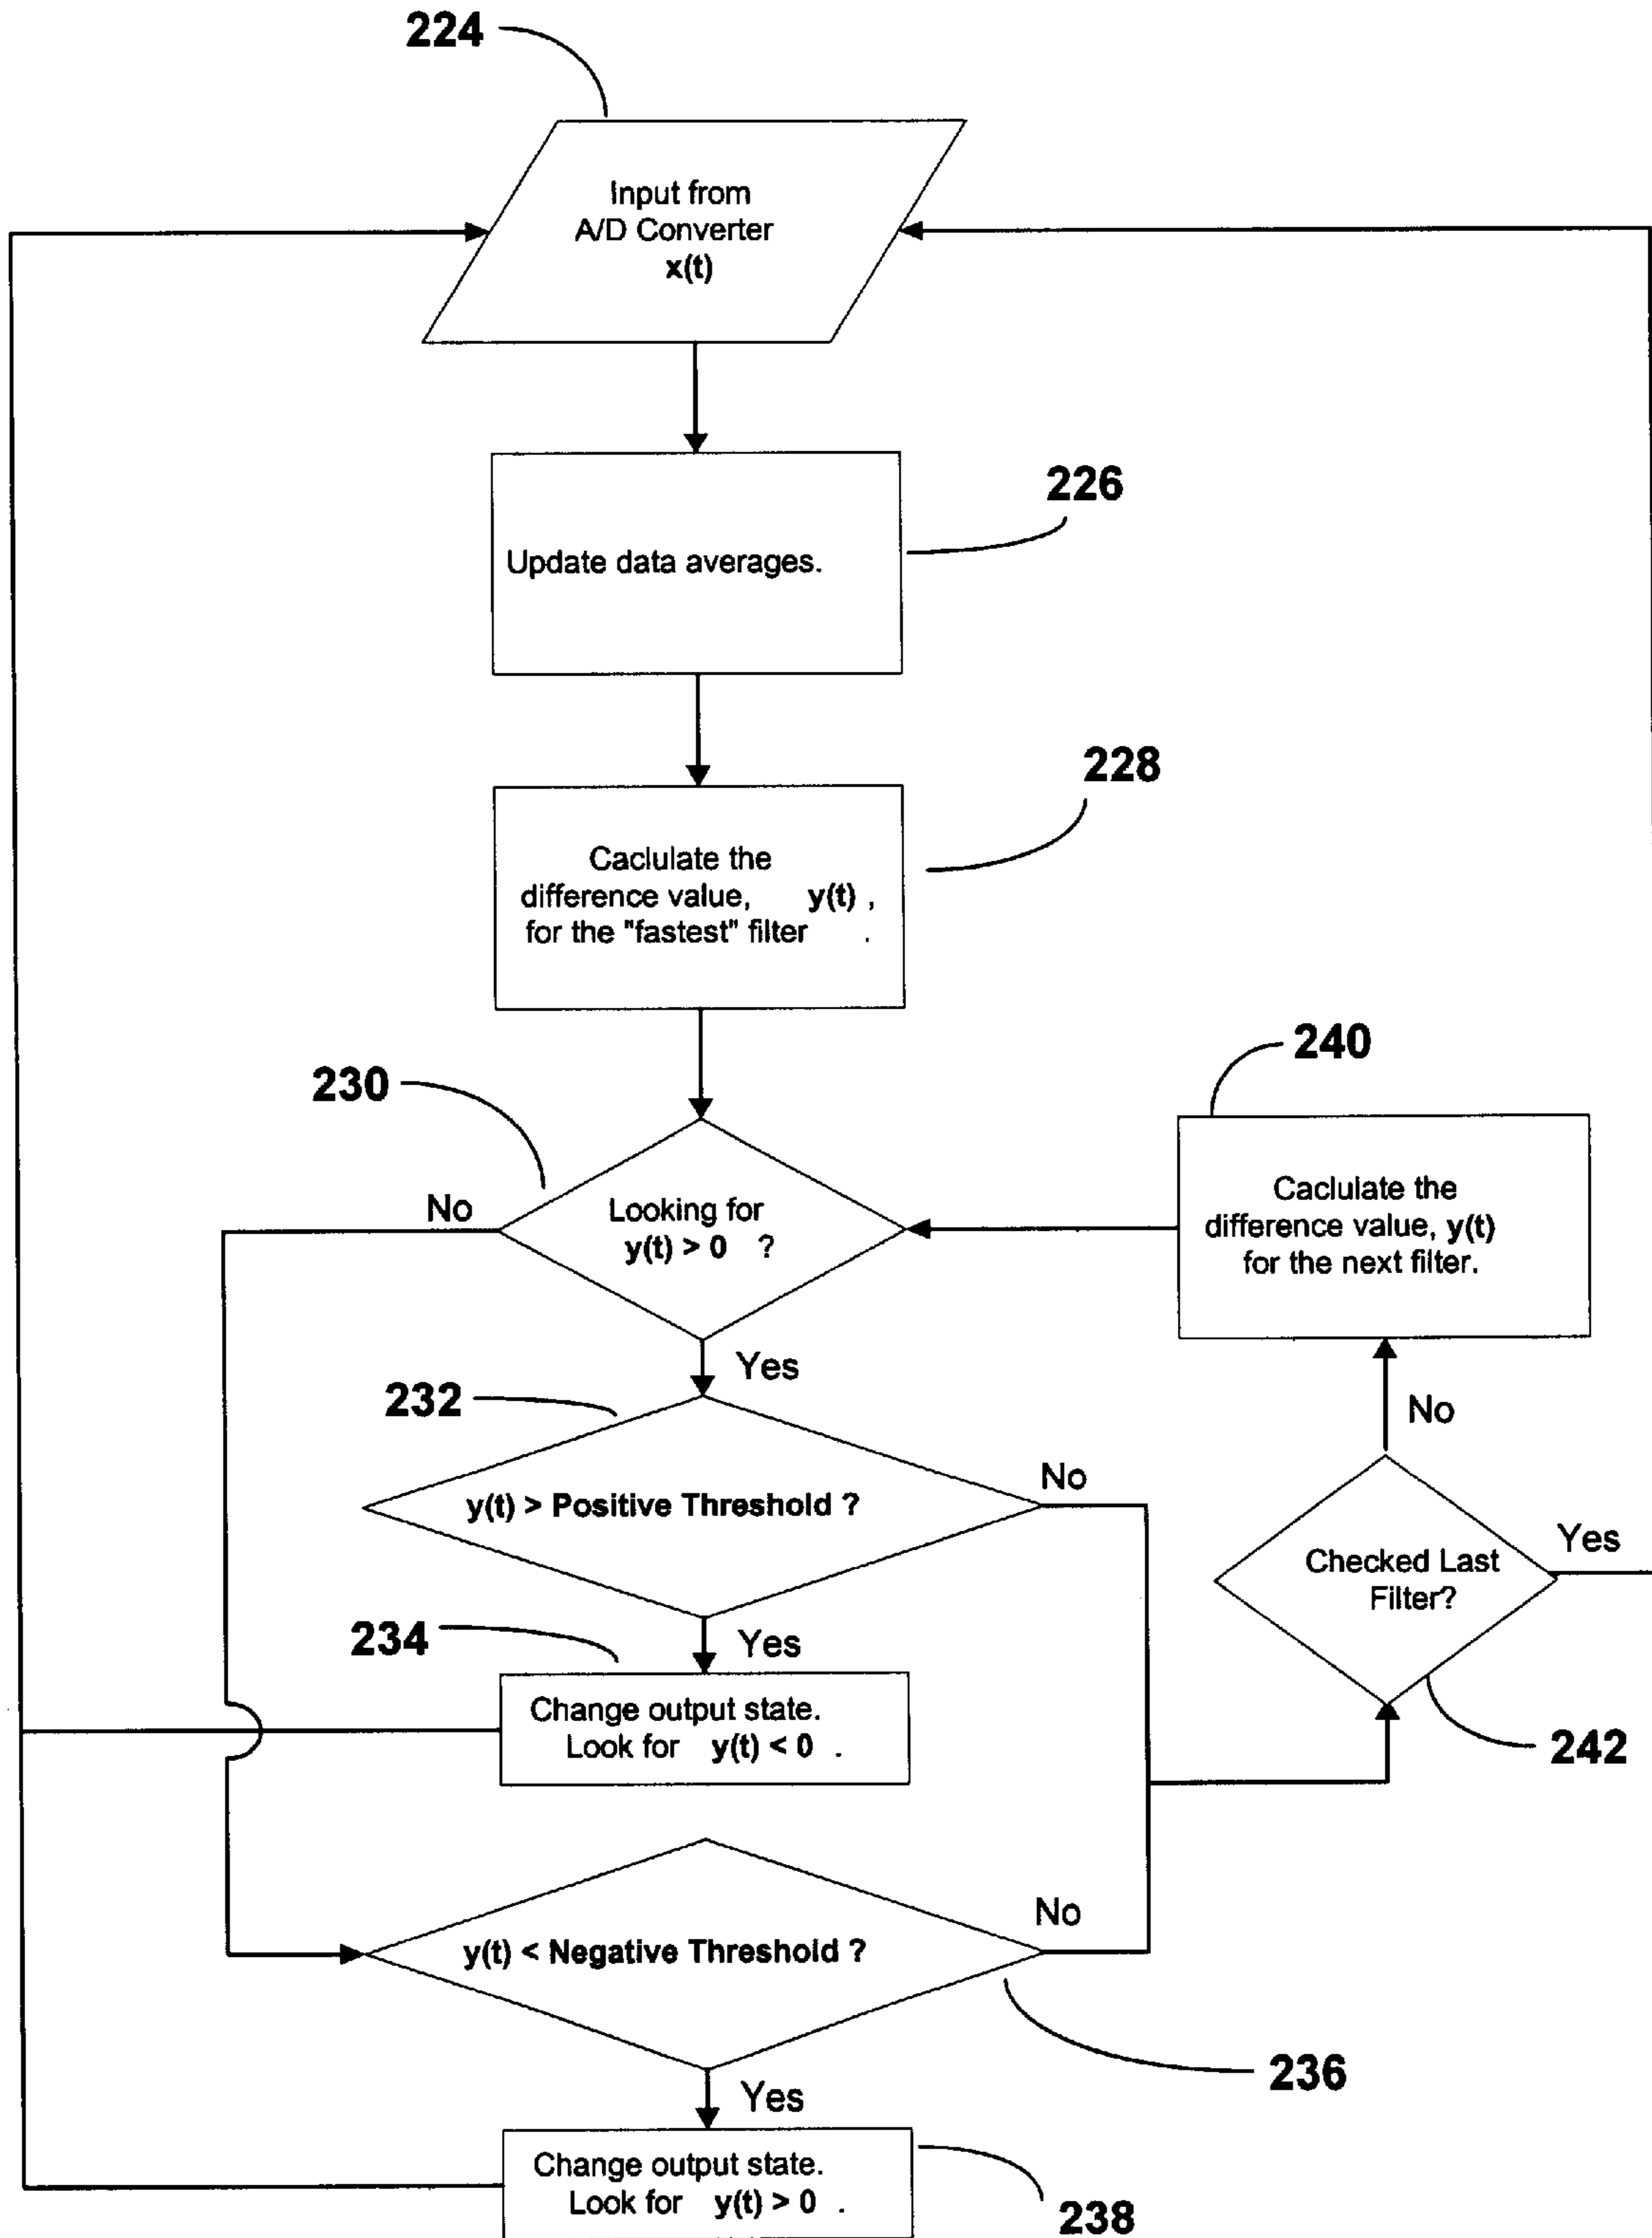 224
Input from
A/D Converter
x(t)
226
Update data averages.
228
Caclulate the
difference value, y(t) ,
for the "fastest" filter .
240
230
Caclulate the
difference value, y(t)
for the next filter.
No
Looking for
y(t) > 0 ?
Yes
232
No
No
y(t) > Positive Threshold ?
Yes
Checked Last
Filter?
234
Yes
Change output state.
Look for y(t) < 0 .
242
No
y(t) < Negative Threshold ?
236
Yes
Change output state.
Look for y(t) > 0 .
238